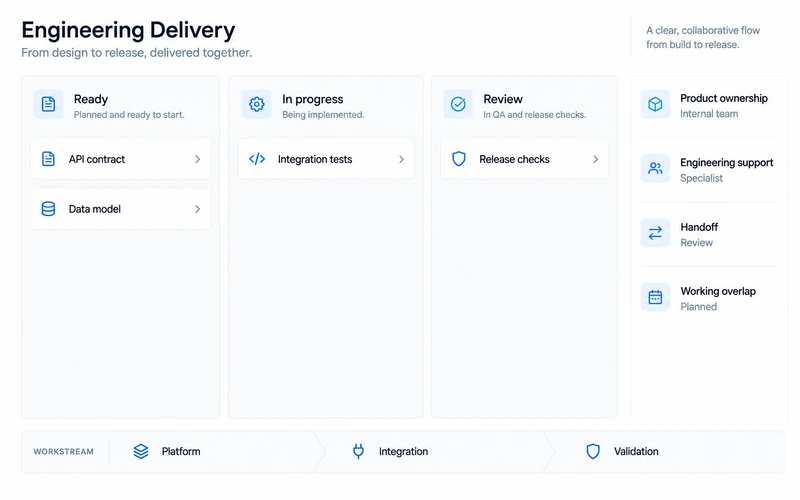 Engineering Delivery
From design to release, delivered together.
A clear, collaborative flow
from build to release.
Ready
Planned and ready to start.
API contract
Data model
In progress
Being implemented.
Integration tests
Review
In QA and release checks.
Release checks
Product ownership
Internal team
Engineering support
Specialist
Handoff
Review
Working overlap
Planned
WORKSTREAM
Platform
Integration
Validation